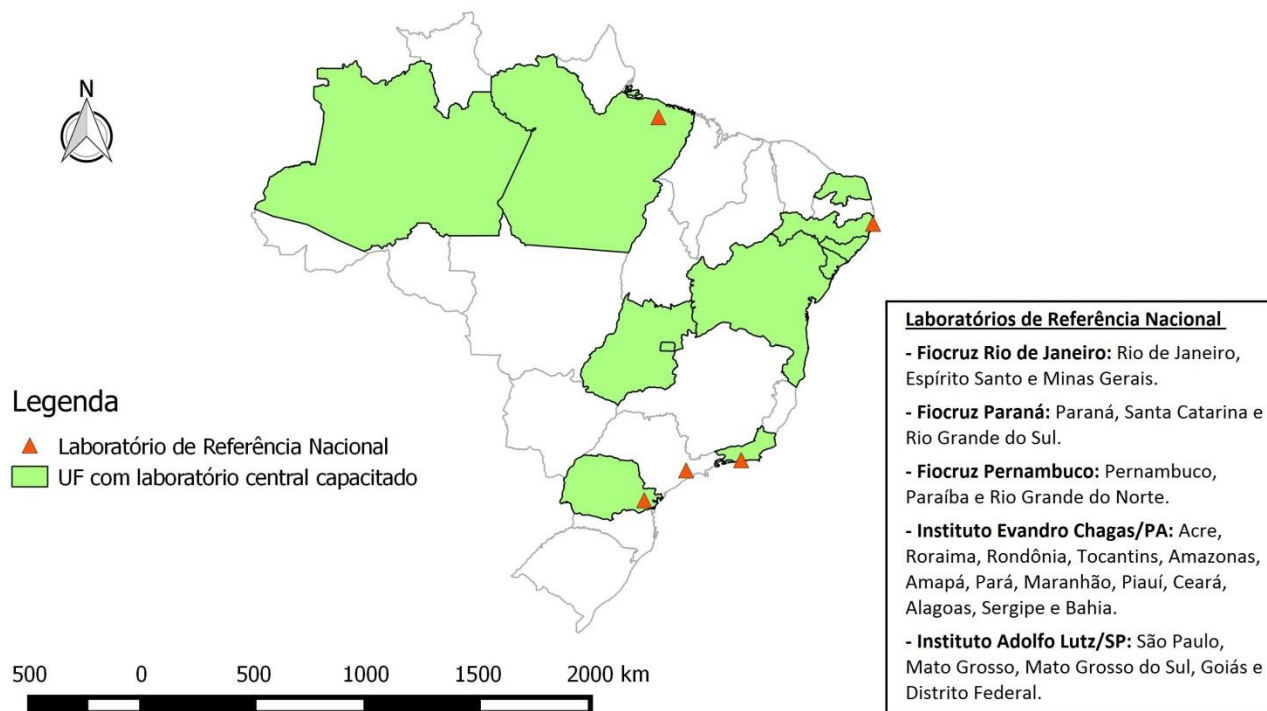 N
Legenda
Laboratório de Referência Nacional
UF com laboratório central capacitado
500 0 500 1000 1500 2000 km
Laboratórios de Referência Nacional
- Fiocruz Rio de Janeiro: Rio de Janeiro,
Espírito Santo e Minas Gerais.
- Fiocruz Paraná: Paraná, Santa Catarina e
Rio Grande do Sul.
- Fiocruz Pernambuco: Pernambuco,
Paraíba e Rio Grande do Norte.
- Instituto Evandro Chagas/PA: Acre,
Roraima, Rondônia, Tocantins, Amazonas,
Amapá, Pará, Maranhão, Piauí, Ceará,
Alagoas, Sergipe e Bahia.
- Instituto Adolfo Lutz/SP: São Paulo,
Mato Grosso, Mato Grosso do Sul, Goiás e
Distrito Federal.